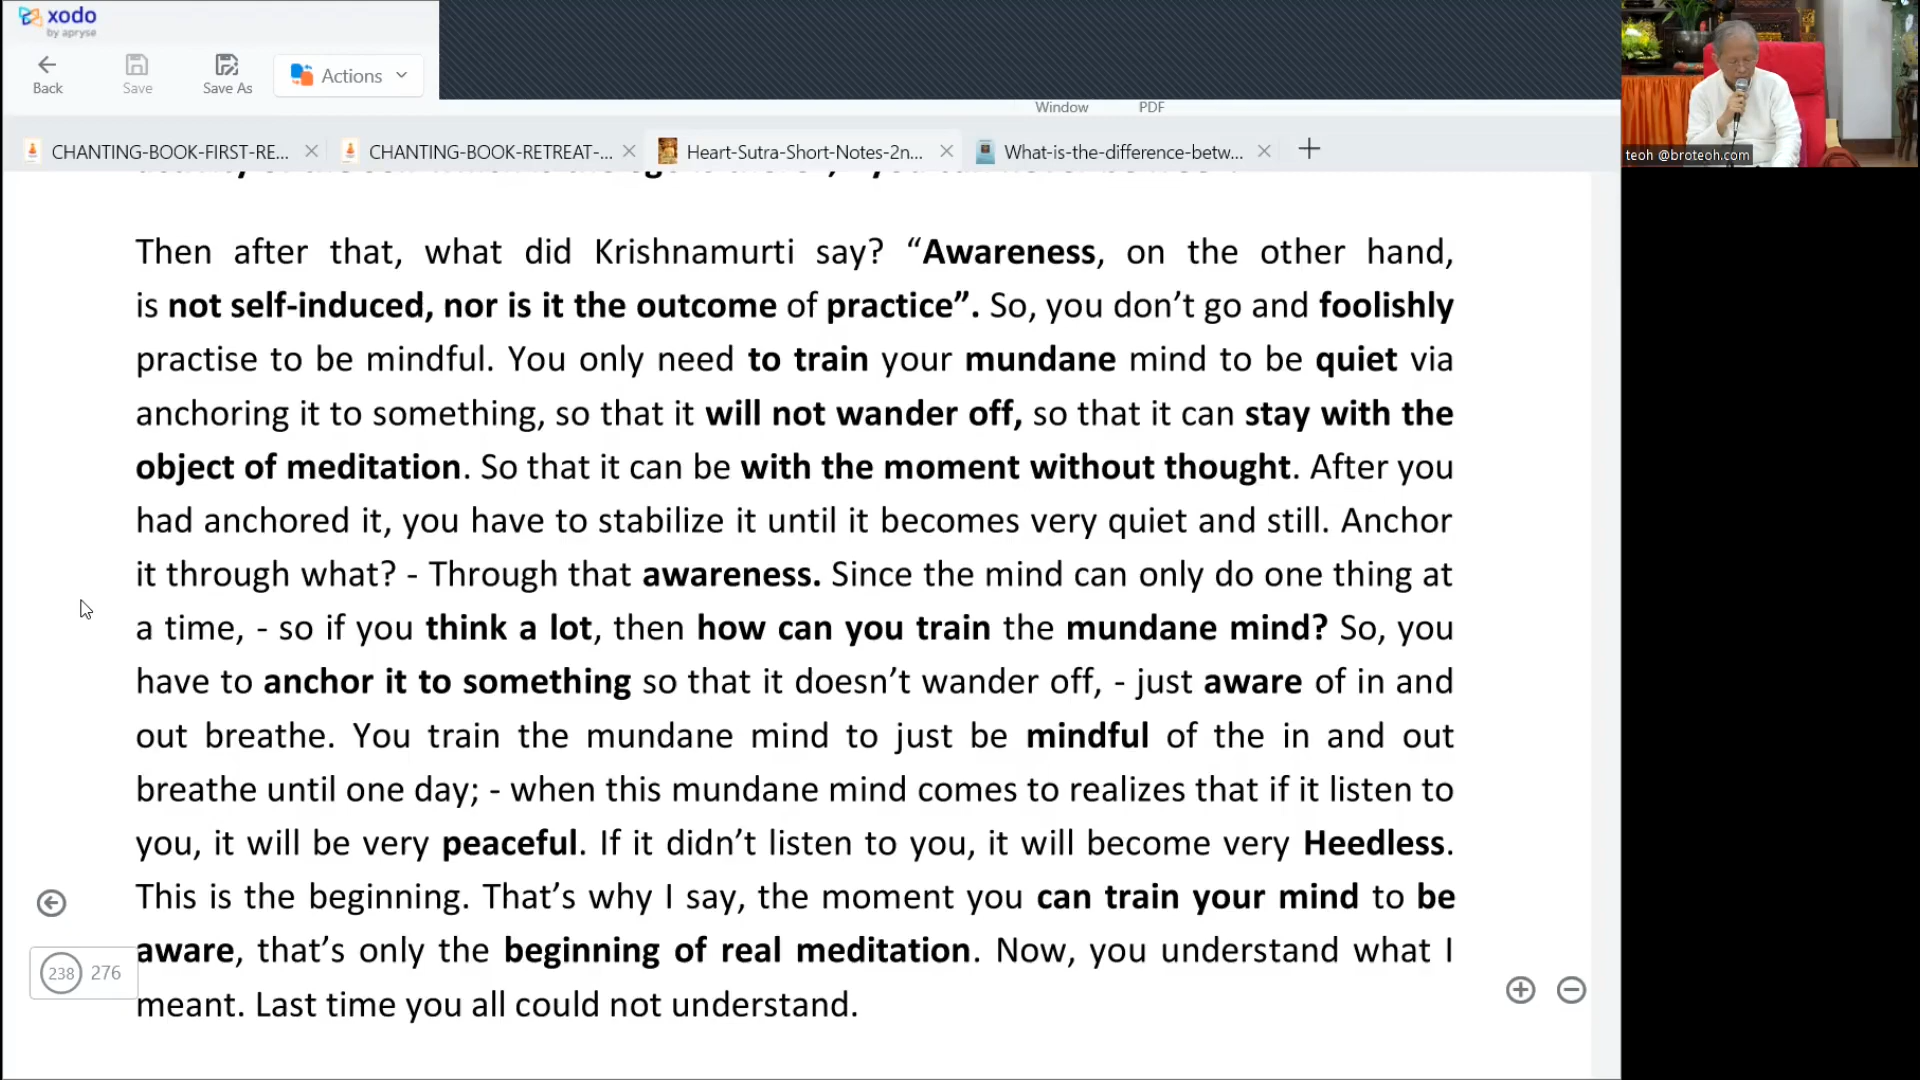 xodo
by apryse
Back
Save
Save As
Actions
Window
PDF
CHANTING-BOOK-FIRST-RE...
CHANTING-BOOK-RETREAT-...
Heart-Sutra-Short-Notes-2n...
What-is-the-difference-betw...
teoh @broteoh.com
Then after that, what did Krishnamurti say? “Awareness, on the other hand,
is not self-induced, nor is it the outcome of practice”. So, you don’t go and foolishly
practise to be mindful. You only need to train your mundane mind to be quiet via
anchoring it to something, so that it will not wander off, so that it can stay with the
object of meditation. So that it can be with the moment without thought. After you
had anchored it, you have to stabilize it until it becomes very quiet and still. Anchor
it through what? - Through that awareness. Since the mind can only do one thing at
a time, - so if you think a lot, then how can you train the mundane mind? So, you
have to anchor it to something so that it doesn’t wander off, - just aware of in and
out breathe. You train the mundane mind to just be mindful of the in and out
breathe until one day; - when this mundane mind comes to realizes that if it listen to
you, it will be very peaceful. If it didn’t listen to you, it will become very Heedless.
This is the beginning. That’s why I say, the moment you can train your mind to be
aware, that’s only the beginning of real meditation. Now, you understand what I
meant. Last time you all could not understand.
238 276